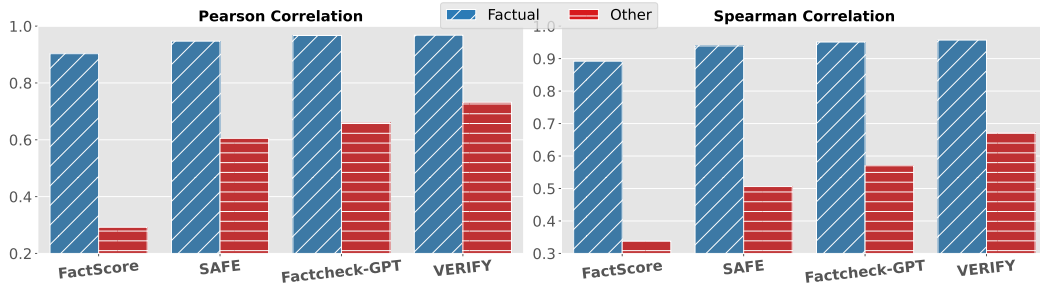 Pearson Correlation
Factual
Other
Spearman Correlation
1.0
0.8
0.6
0.4
0.2
FactScore
SAFE
Factcheck-GPT
VERIFY
1.0
0.9
0.8
0.7
0.6
0.5
0.4
0.3
FactScore
SAFE
Factcheck-GPT
VERIFY